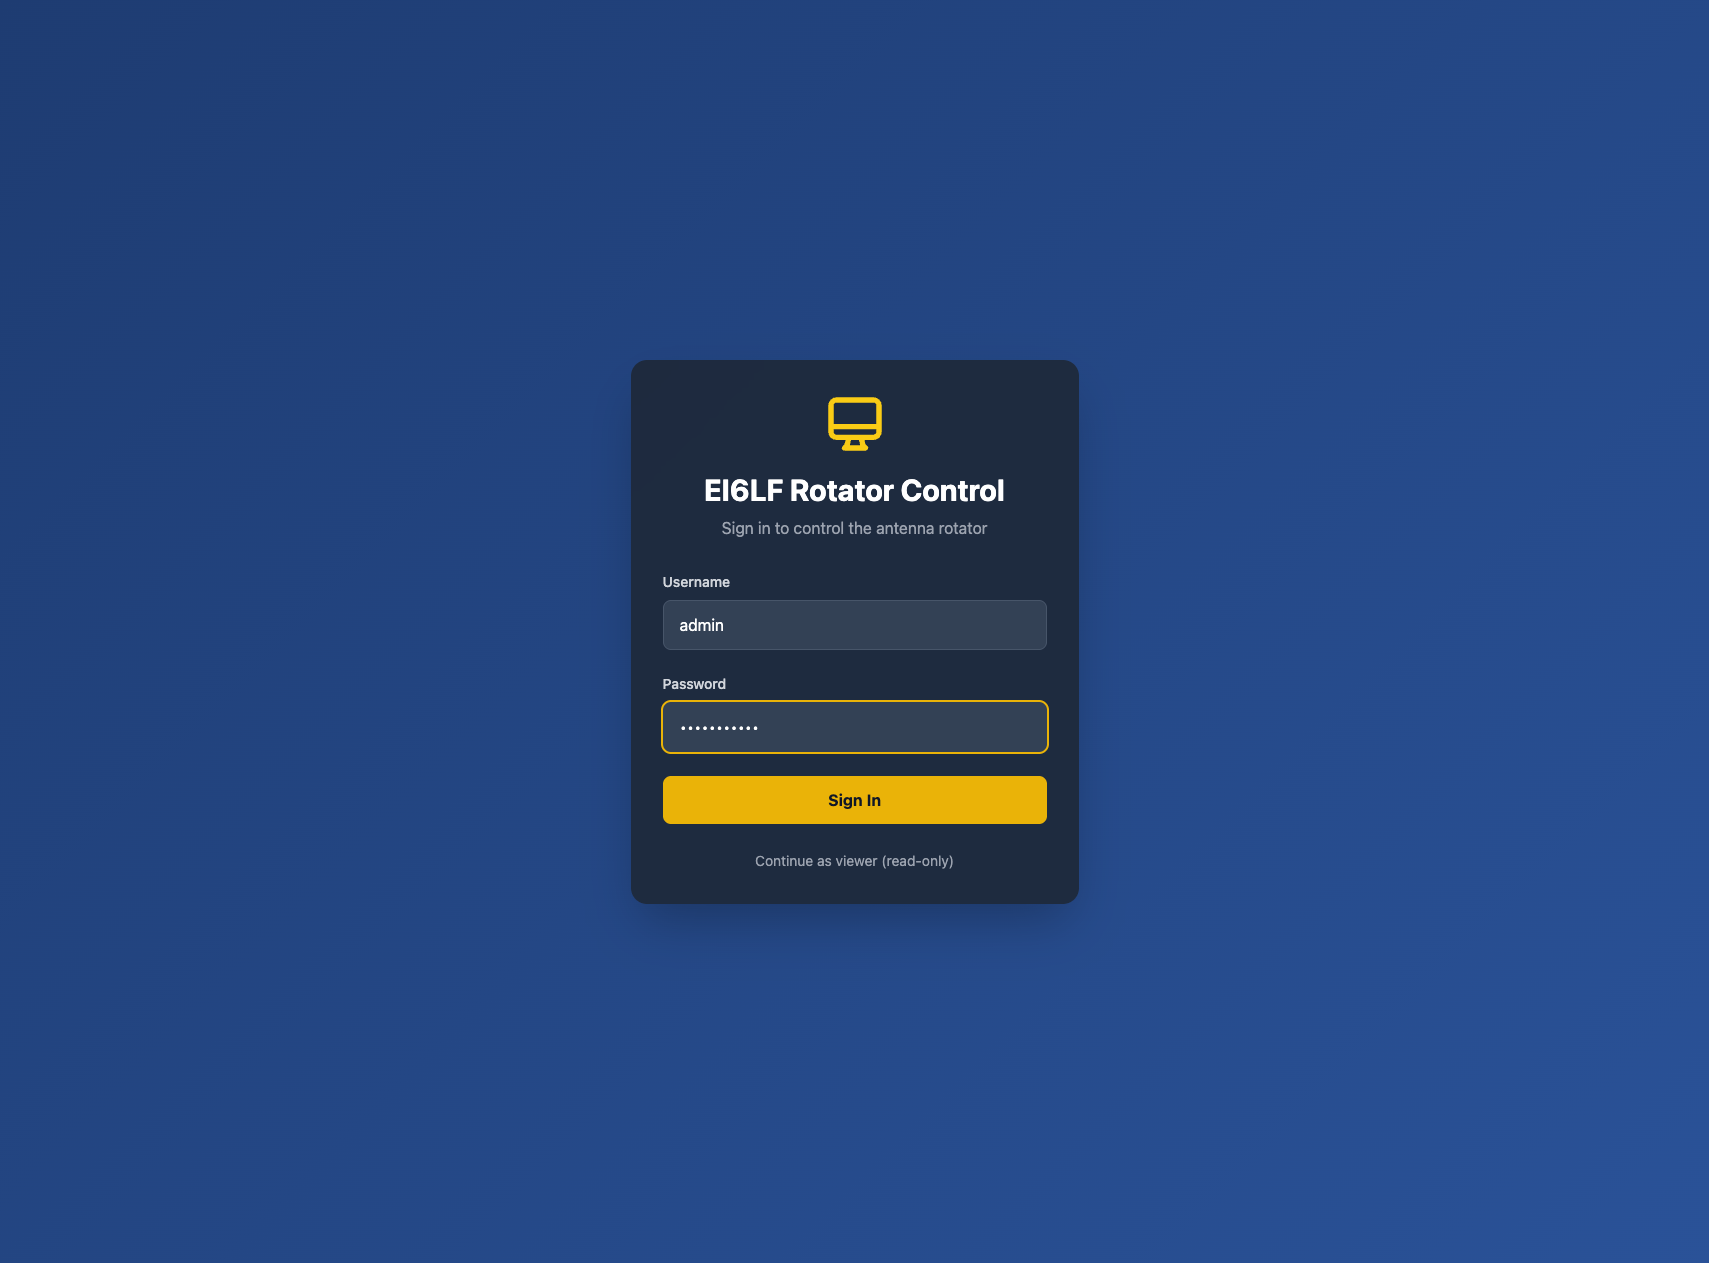 EI6LF Rotator Control
Sign in to control the antenna rotator
Username
admin
Password
•••••••••••
Sign In
Continue as viewer (read-only)